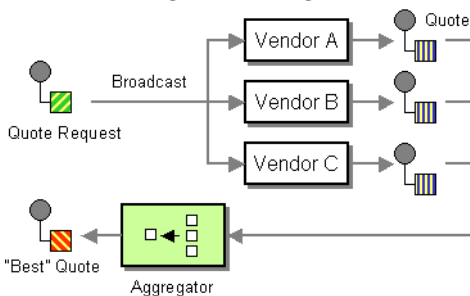 Vendor A
Quote
Broadcast
Vendor B
Quote Request
Vendor C
"Best" Quote
Aggregator